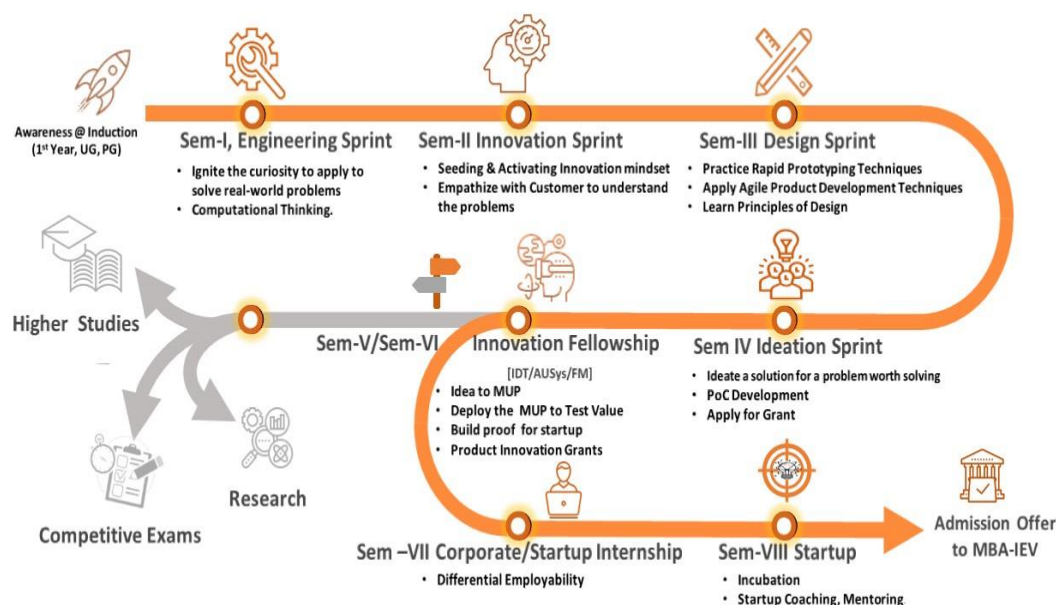 Awareness @ Induction
(1st Year, UG, PG)
Sem-I, Engineering Sprint
• Ignite the curiosity to apply to
solve real-world problems
• Computational Thinking.
Sem-II Innovation Sprint
• Seeding & Activating Innovation mindset
• Empathize with Customer to understand
the problems
Sem-III Design Sprint
• Practice Rapid Prototyping Techniques
• Apply Agile Product Development Techniques
• Learn Principles of Design
Higher Studies
Competitive Exams
Research
Sem-V/Sem-VI
Innovation Fellowship
[IDT/AUSys/FM]
• Idea to MUP
• Deploy the MUP to Test Value
• Build proof for startup
• Product Innovation Grants
Sem IV Ideation Sprint
• Ideate a solution for a problem worth solving
• PoC Development
• Apply for Grant
Sem –VII Corporate/Startup Internship
• Differential Employability
Sem-VIII Startup
• Incubation
• Startup Coaching, Mentoring
Admission Offer
to MBA-IEV